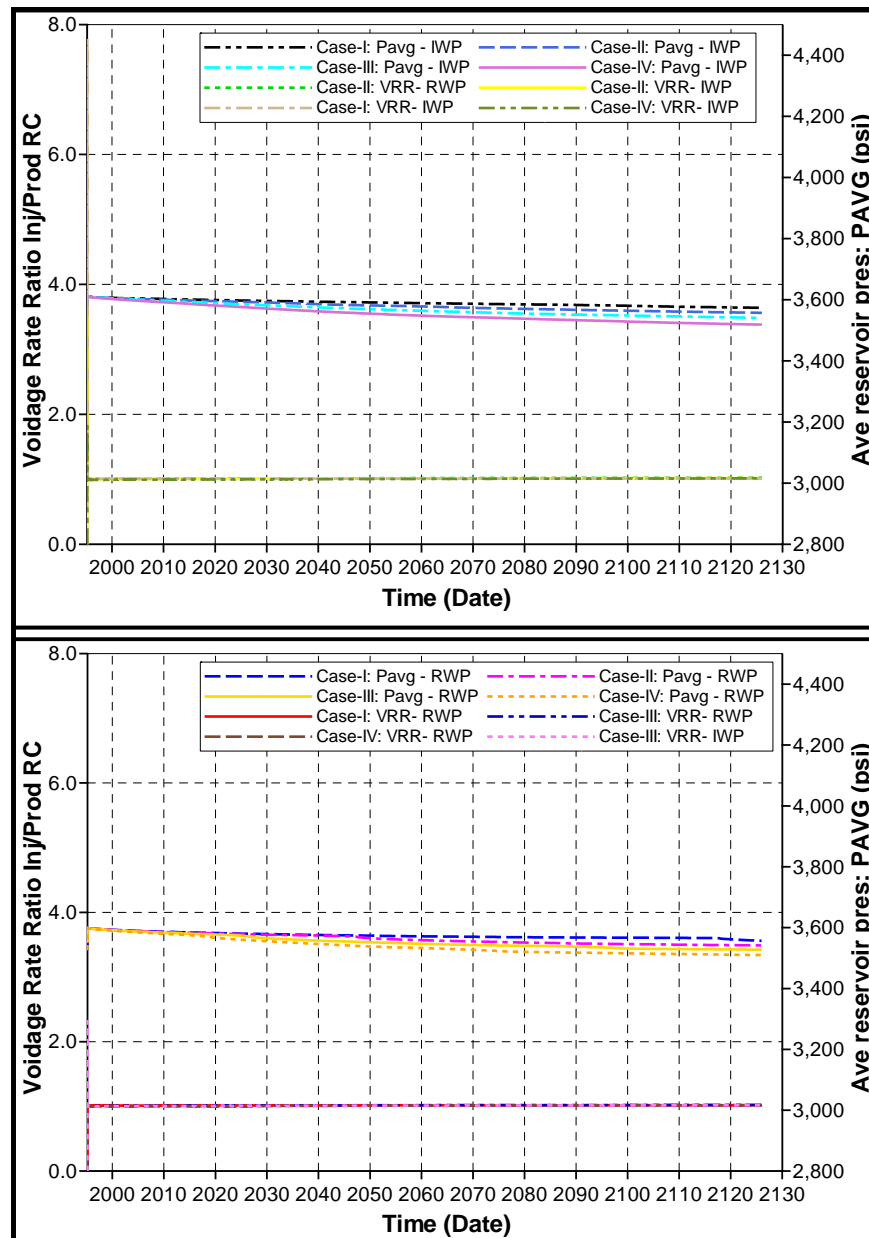 8.0
6.0
4.0
2.0
0.0
Voidage Rate Ratio Inj/Prod RC
Case-I: Pavg - IWP
Case-II: Pavg - IWP
Case-III: Pavg - IWP
Case-IV: Pavg - IWP
Case-II: VRR- RWP
Case-II: VRR- IWP
Case-I: VRR- IWP
Case-IV: VRR- IWP
4,400
4,200
4,000
3,800
3,600
3,400
3,200
3,000
2,800
Ave reservoir pres: PAVG (psi)
2000 2010 2020 2030 2040 2050 2060 2070 2080 2090 2100 2110 2120 2130
Time (Date)
8.0
6.0
4.0
2.0
0.0
Voidage Rate Ratio Inj/Prod RC
Case-I: Pavg - RWP
Case-II: Pavg - RWP
Case-III: Pavg - RWP
Case-IV: Pavg - RWP
Case-I: VRR- RWP
Case-III: VRR- RWP
Case-IV: VRR- RWP
Case-III: VRR- IWP
4,400
4,200
4,000
3,800
3,600
3,400
3,200
3,000
2,800
Ave reservoir pres: PAVG (psi)
2000 2010 2020 2030 2040 2050 2060 2070 2080 2090 2100 2110 2120 2130
Time (Date)